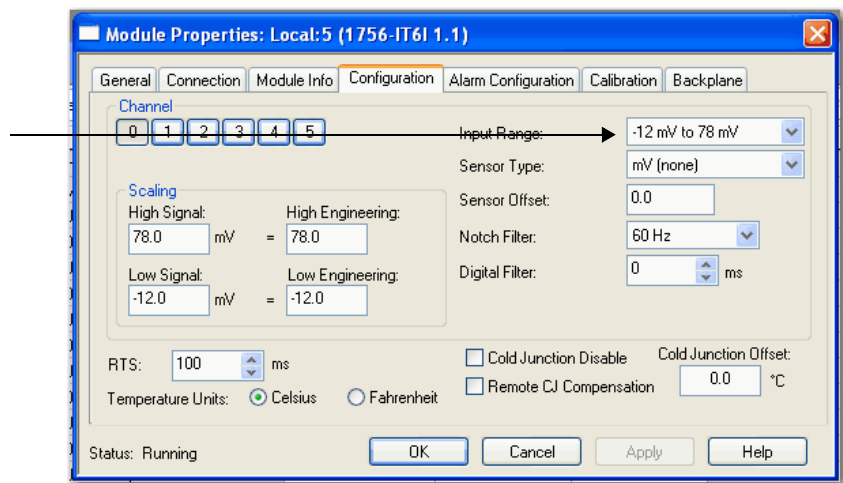 Module Properties: Local:5 (1756-IT6I 1.1)
General Connection Module Info Configuration Alarm Configuration Calibration Backplane
Channel
0 1 2 3 4 5
Input Range: -12 mV to 78 mV
Sensor Type: mV (none)
Sensor Offset: 0.0
Notch Filter: 60 Hz
Digital Filter: 0 ms
Scaling
High Signal: High Engineering:
78.0 mV = 78.0
Low Signal: Low Engineering:
-12.0 mV = -12.0
RTS: 100 ms
Temperature Units: Celsius Fahrenheit
Cold Junction Disable
Remote CJ Compensation
Cold Junction Offset:
0.0 °C
Status: Running
OK Cancel Apply Help